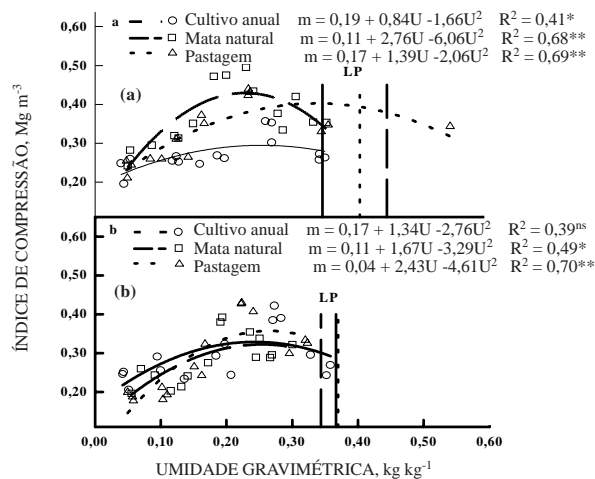 a Cultivo anual m = 0,19 + 0,84U -1,66U² R² = 0,41*
Mata natural m = 0,11 + 2,76U -6,06U² R² = 0,68**
Pastagem m = 0,17 + 1,39U -2,06U² R² = 0,69**
LP
(a)
0,60
0,50
0,40
0,30
0,20
b Cultivo anual m = 0,17 + 1,34U -2,76U² R² = 0,39ns
Mata natural m = 0,11 + 1,67U -3,29U² R² = 0,49*
Pastagem m = 0,04 + 2,43U -4,61U² R² = 0,70**
LP
(b)
0,60
0,50
0,40
0,30
0,20
0,00 0,10 0,20 0,30 0,40 0,50 0,60
ÍNDICE DE COMPRESSÃO, Mg m-3
UMIDADE GRAVIMÉTRICA, kg kg-1